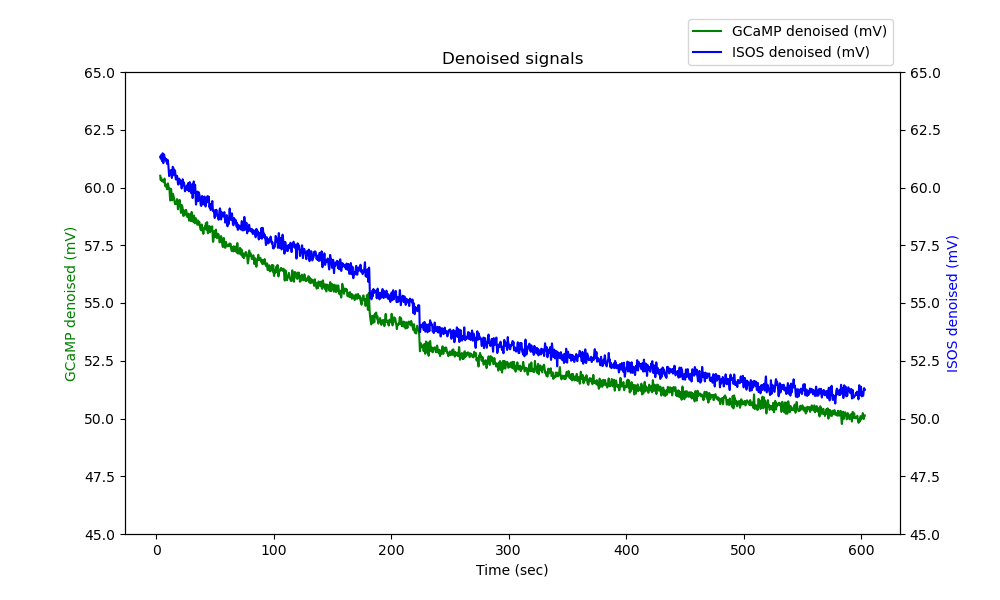 GCaMP denoised (mV)
ISOS denoised (mV)
Denoised signals
65.0
62.5
60.0
57.5
55.0
52.5
50.0
47.5
45.0
GCaMP denoised (mV)
65.0
62.5
60.0
57.5
55.0
52.5
50.0
47.5
45.0
ISOS denoised (mV)
0 100 200 300 400 500 600
Time (sec)